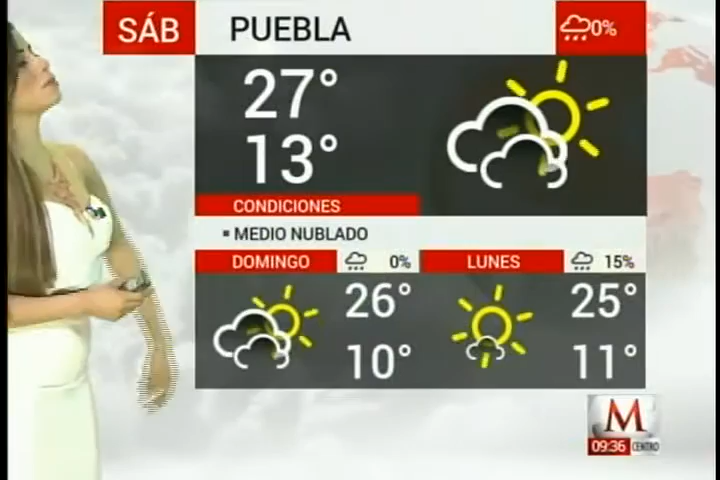 SÁB
PUEBLA
0%
27°
13°
CONDICIONES
▪ MEDIO NUBLADO
DOMINGO
0%
26°
10°
LUNES
15%
25°
11°
M
09:36 CENTRO